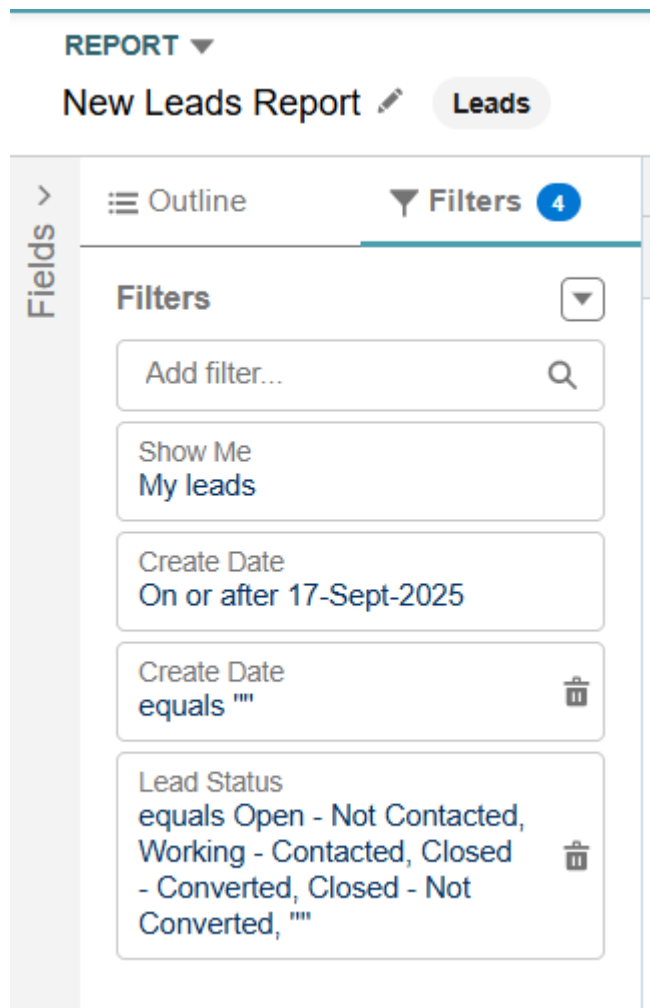 REPORT
New Leads Report
Leads
Fields
Outline
Filters 4
Filters
Add filter...
Show Me
My leads
Create Date
On or after 17-Sept-2025
Create Date
equals ""
Lead Status
equals Open - Not Contacted,
Working - Contacted, Closed
- Converted, Closed - Not
Converted, ""